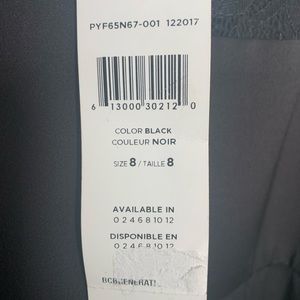 PYF65N67-001 122017
6 13000 30212 0
COLOR BLACK
COULEUR NOIR
SIZE 8 / TAILLE 8
AVAILABLE IN
0 2 4 6 8 10 12
DISPONIBLE EN
0 2 4 6 8 10 12
BCBGENERATI